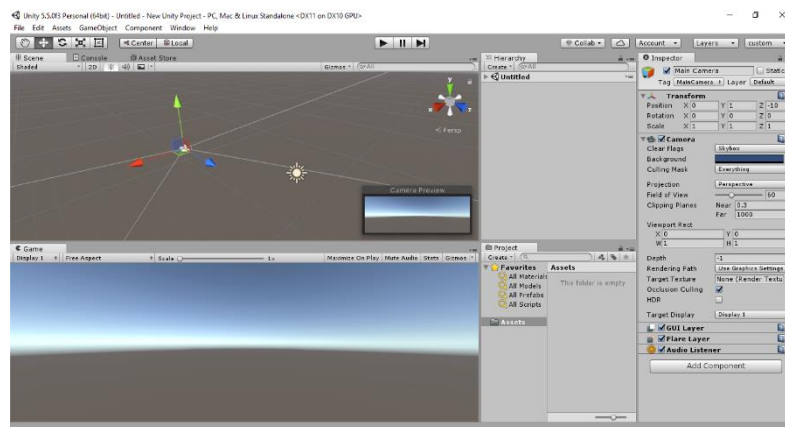 Unity 5.5.0f3 Personal (64bit) - Untitled - New Unity Project - PC, Mac & Linux Standalone <DX11 on DX10 GPU>
File Edit Assets GameObject Component Window Help
Center Local Collab Account Layers custom
Scene Console Asset Store
Shaded 2D Gizmos All
y
x
z
Persp
Camera Preview
Hierarchy
Create All
Untitled
Game
Display 1 Free Aspect Scale 1x Maximize On Play Mute Audio Stats Gizmos
Project
Create
Favorites
All Materials
All Models
All Prefabs
All Scripts
Assets
Assets
This folder is empty
Inspector
Main Camera Static
Tag MainCamera Layer Default
Transform
Position X 0 Y 1 Z -10
Rotation X 0 Y 0 Z 0
Scale X 1 Y 1 Z 1
Camera
Clear Flags Skybox
Background
Culling Mask Everything
Projection Perspective
Field of View 60
Clipping Planes Near 0.3
Far 1000
Viewport Rect
X 0 Y 0
W 1 H 1
Depth -1
Rendering Path Use Graphics Settings
Target Texture None (Render Textu
Occlusion Culling
HDR
Target Display Display 1
GUI Layer
Flare Layer
Audio Listener
Add Component